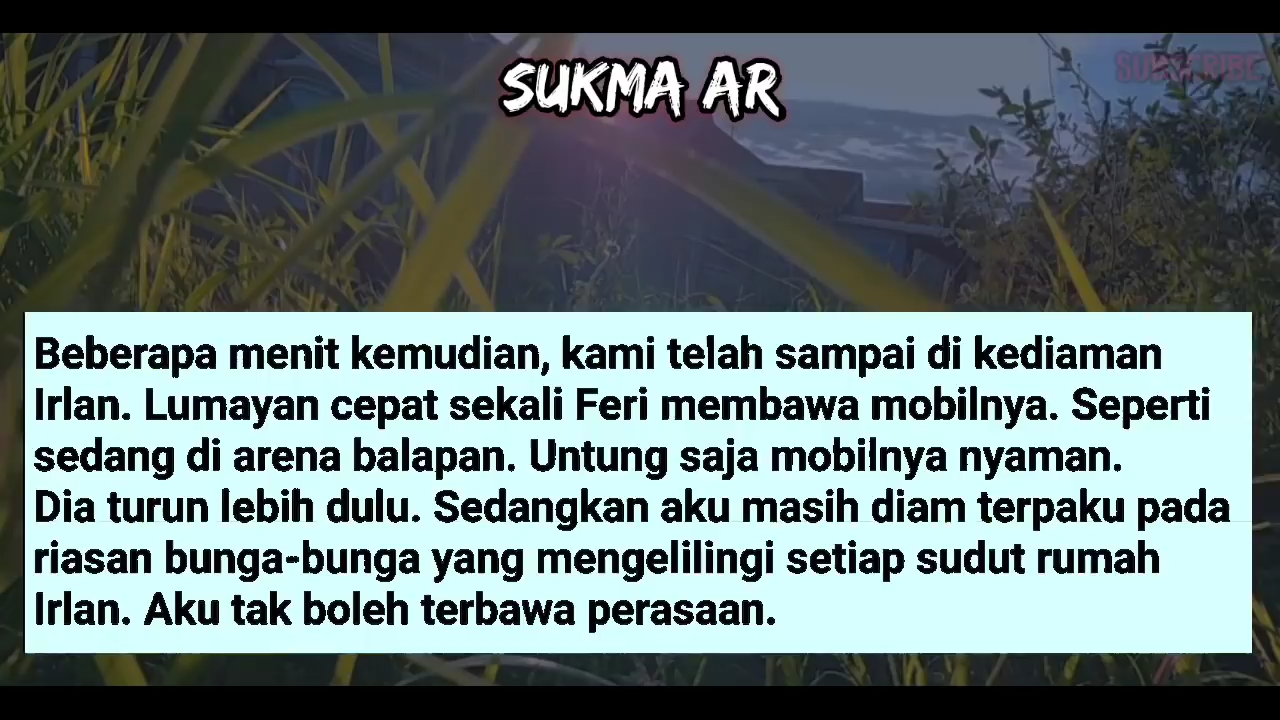 SUKMA AR
SUBSCRIBE
Beberapa menit kemudian, kami telah sampai di kediaman
Irlan. Lumayan cepat sekali Feri membawa mobilnya. Seperti
sedang di arena balapan. Untung saja mobilnya nyaman.
Dia turun lebih dulu. Sedangkan aku masih diam terpaku pada
riasan bunga-bunga yang mengelilingi setiap sudut rumah
Irlan. Aku tak boleh terbawa perasaan.